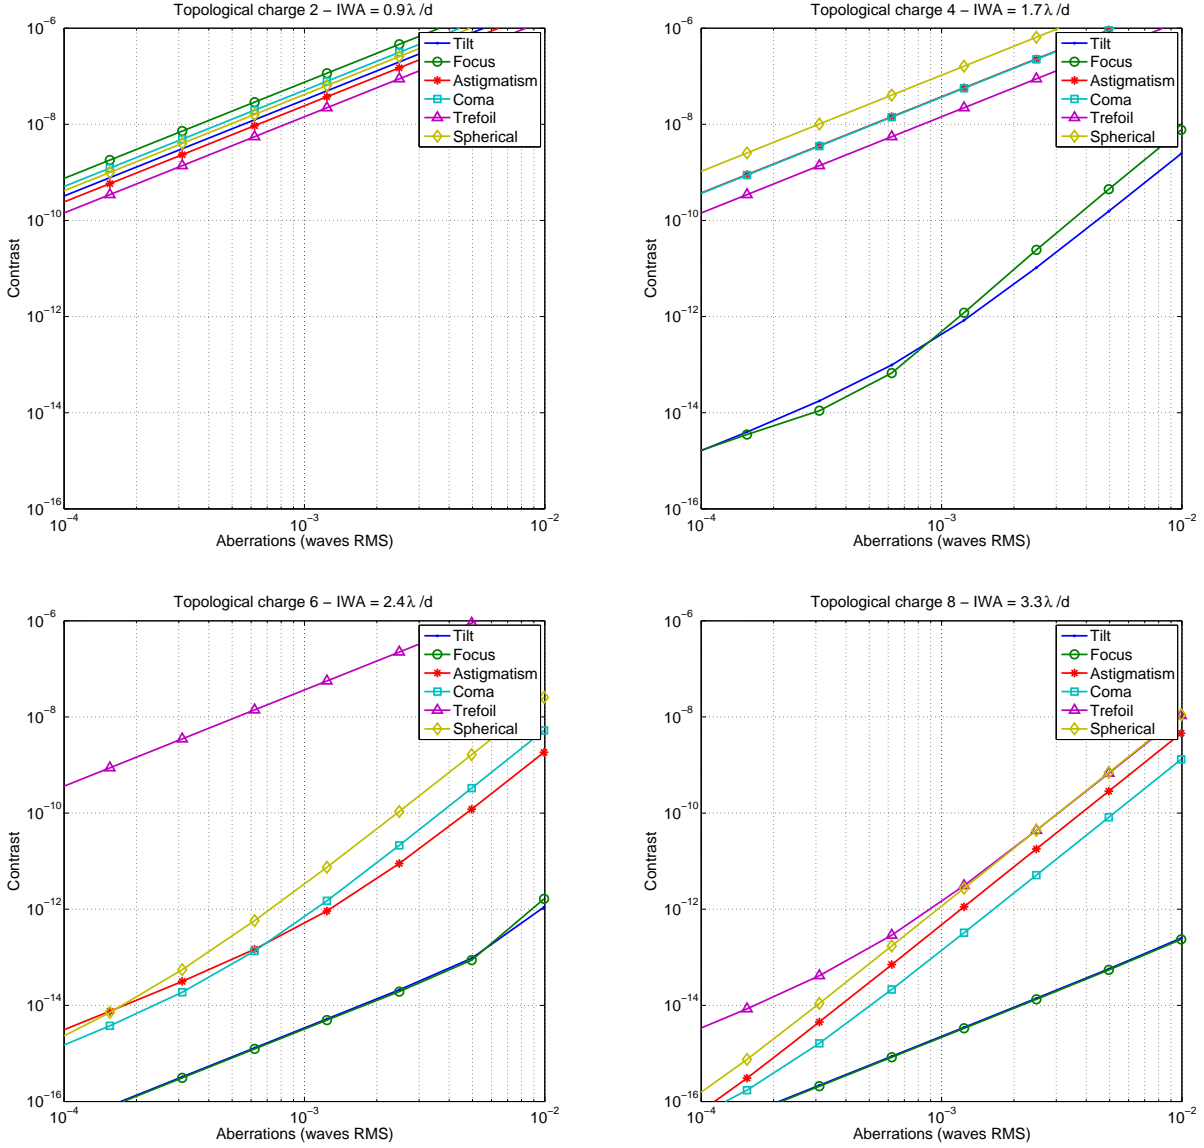 Topological charge 2 − IWA = 0.9λ/d
10−6
10−8
10−10
10−12
10−14
10−16
Contrast
10−4
10−3
10−2
Aberrations (waves RMS)
Tilt
Focus
Astigmatism
Coma
Trefoil
Spherical
Topological charge 4 − IWA = 1.7λ/d
10−6
10−8
10−10
10−12
10−14
10−16
Contrast
10−4
10−3
10−2
Aberrations (waves RMS)
Tilt
Focus
Astigmatism
Coma
Trefoil
Spherical
Topological charge 6 − IWA = 2.4λ/d
10−6
10−8
10−10
10−12
10−14
10−16
Contrast
10−4
10−3
10−2
Aberrations (waves RMS)
Tilt
Focus
Astigmatism
Coma
Trefoil
Spherical
Topological charge 8 − IWA = 3.3λ/d
10−6
10−8
10−10
10−12
10−14
10−16
Contrast
10−4
10−3
10−2
Aberrations (waves RMS)
Tilt
Focus
Astigmatism
Coma
Trefoil
Spherical